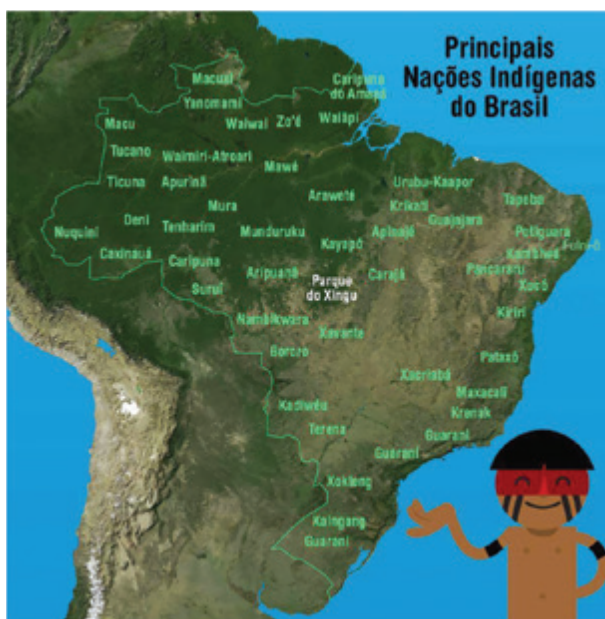 Principais
Nações Indígenas
do Brasil
Macuxi
Caripuna
do Amapá
Yanomami
Macu
Waiwai
Zo'é
Waiãpi
Tucano
Waimiri-Atroari
Mawé
Ticuna
Apurinã
Araweté
Urubu-Kaapor
Krikati
Tapeba
Mura
Guajajara
Deni
Tenharim
Munduruku
Apinajé
Potiguara
Nuquini
Kayapó
Fulni-ô
Kambiwá
Caxinauá
Caripuna
Aripuanã
Parque
do Xingu
Carajá
Pancararu
Xocó
Suruí
Kiriri
Nambikwara
Xavante
Bororo
Pataxó
Xacriabá
Maxacali
Kadiwéu
Krenak
Terena
Guarani
Guarani
Xokleng
Kaingang
Guarani